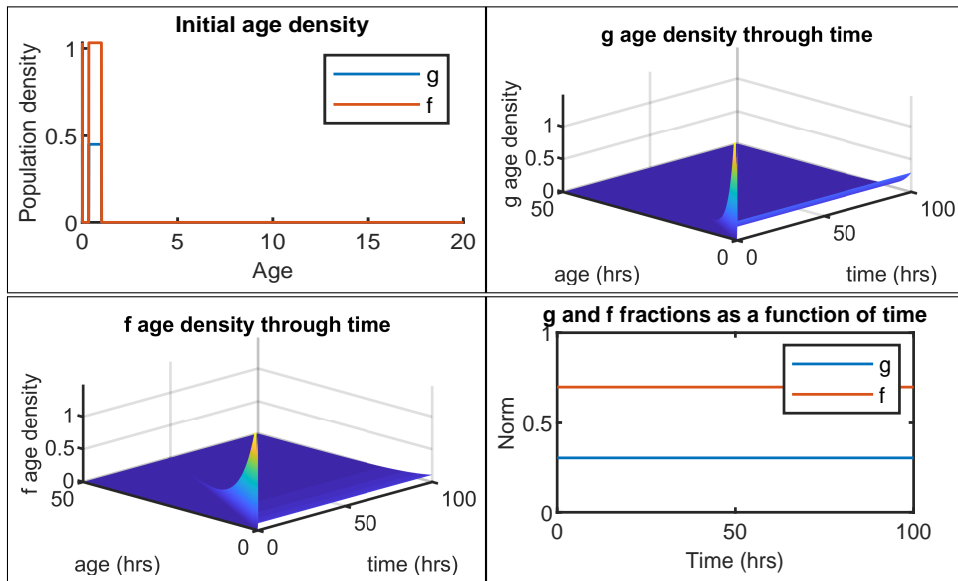 Initial age density
Population density
1
0.5
0
0
5
10
15
20
Age
g
f
g age density through time
g age density
1
0.5
0
50
0
0
50
100
age (hrs)
time (hrs)
f age density through time
f age density
1
0.5
0
50
0
0
50
100
age (hrs)
time (hrs)
g and f fractions as a function of time
Norm
1
0.5
0
0
50
100
Time (hrs)
g
f